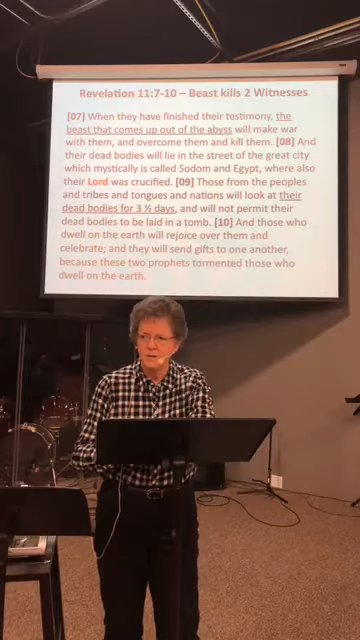 Revelation 11:7-10 – Beast kills 2 Witnesses
[07] When they have finished their testimony, the
beast that comes up out of the abyss will make war
with them, and overcome them and kill them. [08] And
their dead bodies will lie in the street of the great city
which mystically is called Sodom and Egypt, where also
their Lord was crucified. [09] Those from the peoples
and tribes and tongues and nations will look at their
dead bodies for 3 ½ days, and will not permit their
dead bodies to be laid in a tomb. [10] And those who
dwell on the earth will rejoice over them and
celebrate; and they will send gifts to one another,
because these two prophets tormented those who
dwell on the earth.